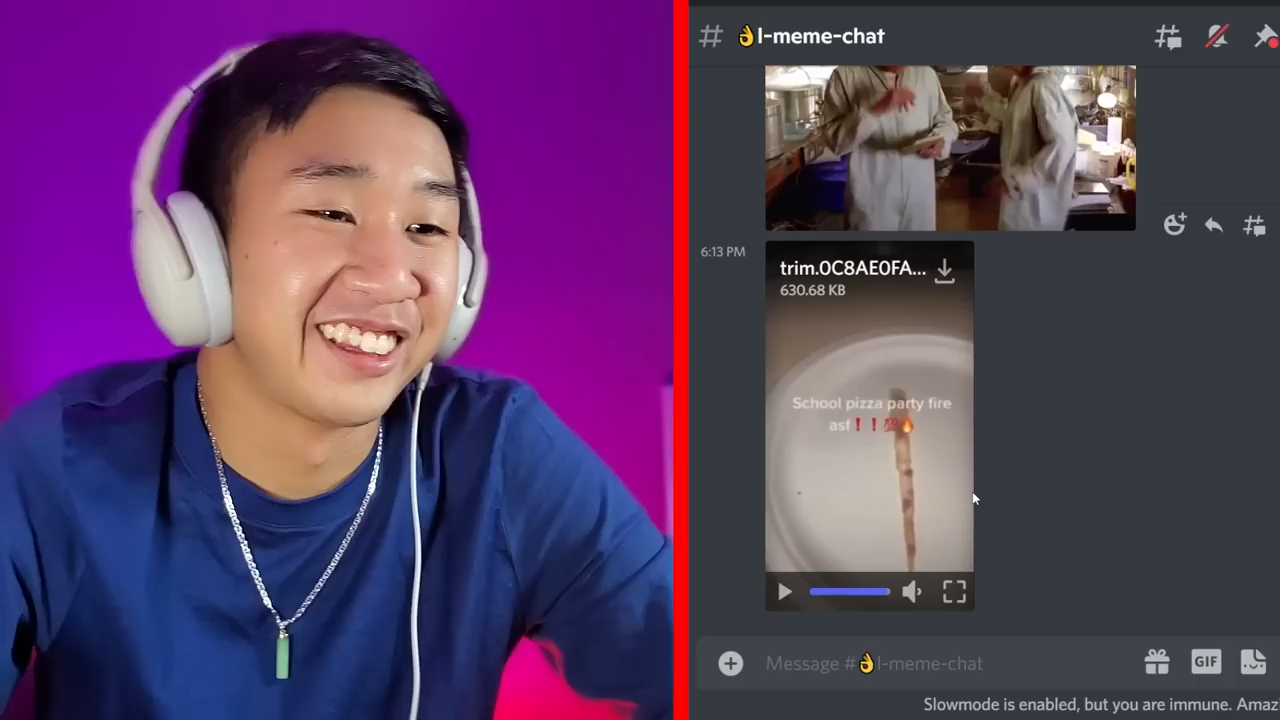 # 👌l-meme-chat
6:13 PM
trim.0C8AE0FA...
630.68 KB
School pizza party fire
asf❗❗💯🔥
GIF
Message #👌l-meme-chat
Slowmode is enabled, but you are immune. Amaz